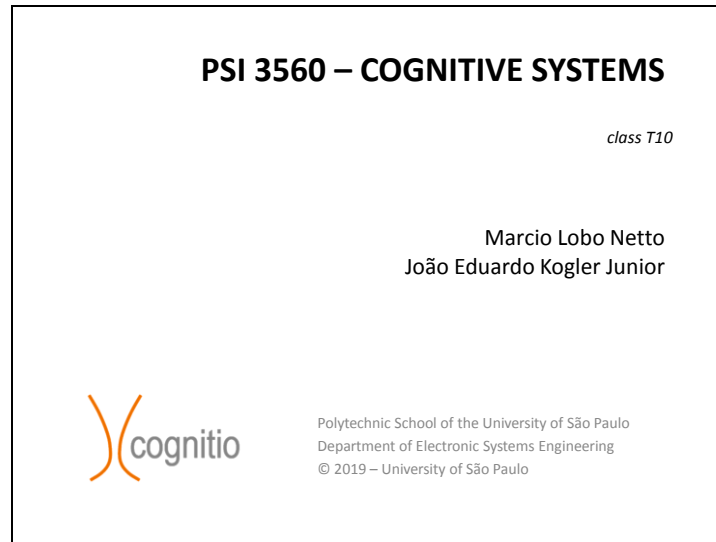 PSI 3560 – COGNITIVE SYSTEMS
class T10
Marcio Lobo Netto
João Eduardo Kogler Junior
cognitio
Polytechnic School of the University of São Paulo
Department of Electronic Systems Engineering
© 2019 – University of São Paulo